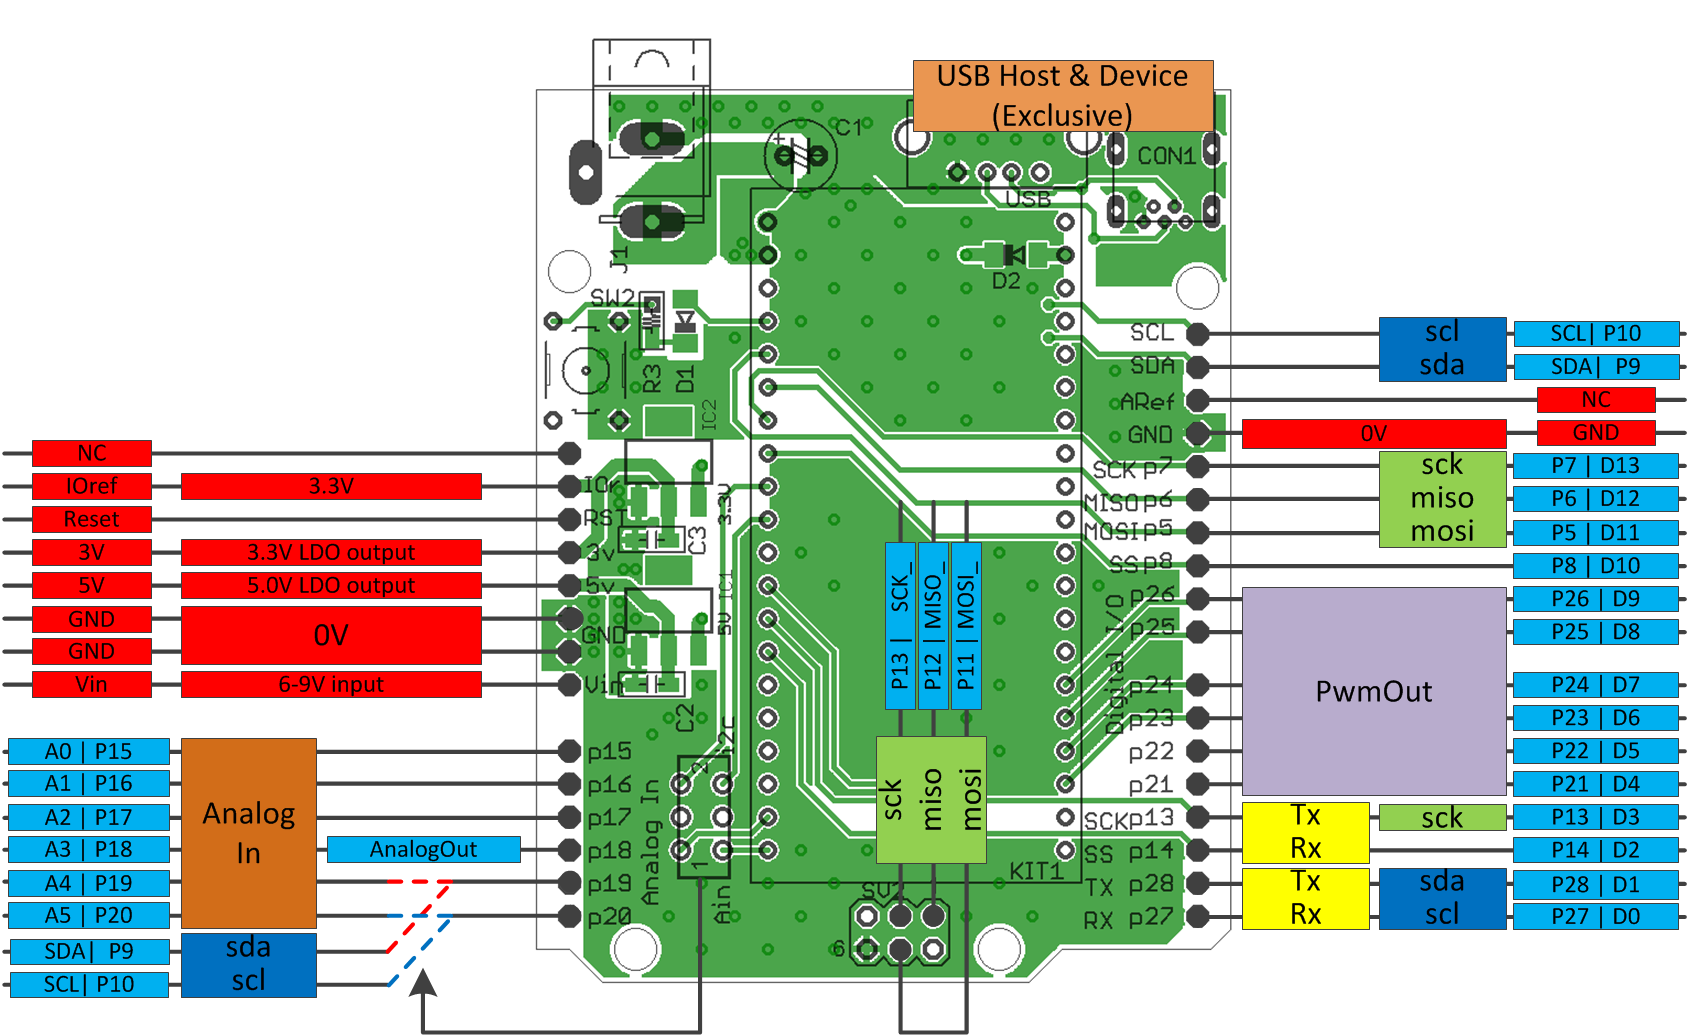 USB Host & Device
(Exclusive)
C1
CON1
USB
J1
D2
SW2
R3
D1
IC2
SCL
SDA
ARef
GND
SCK p7
MISO p6
MOSI p5
SS p8
p26
p25
p24
p23
p22
p21
SCK p13
SS p14
TX p28
RX p27
Digital I/O
scl
sda
SCL| P10
SDA| P9
NC
0V
GND
sck
miso
mosi
P7 | D13
P6 | D12
P5 | D11
P8 | D10
PwmOut
P26 | D9
P25 | D8
P24 | D7
P23 | D6
P22 | D5
P21 | D4
Tx
Rx
sck
P13 | D3
P14 | D2
Tx
Rx
sda
scl
P28 | D1
P27 | D0
NC
IOref
3.3V
Reset
3V
3.3V LDO output
5V
5.0V LDO output
GND
GND
0V
Vin
6-9V input
IOr
RST
3v
5v
GND
Vin
C3
3.3V
IC1
5V
C2
i2c
2
1
Ain
Analog In
p15
p16
p17
p18
p19
p20
A0 | P15
A1 | P16
A2 | P17
A3 | P18
A4 | P19
A5 | P20
Analog
In
AnalogOut
SDA| P9
SCL| P10
sda
scl
P13 | SCK_
P12 | MISO_
P11 | MOSI_
sck
miso
mosi
KIT1
6